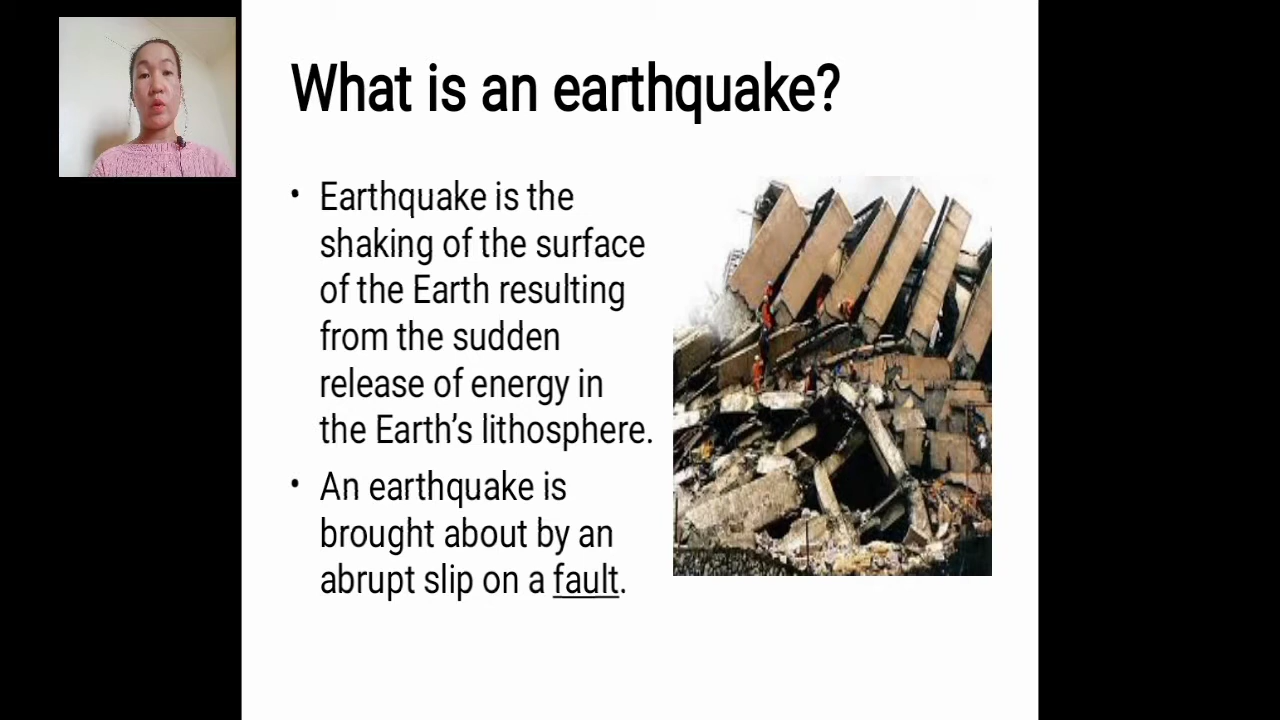 What is an earthquake?
• Earthquake is the
shaking of the surface
of the Earth resulting
from the sudden
release of energy in
the Earth’s lithosphere.
• An earthquake is
brought about by an
abrupt slip on a fault.